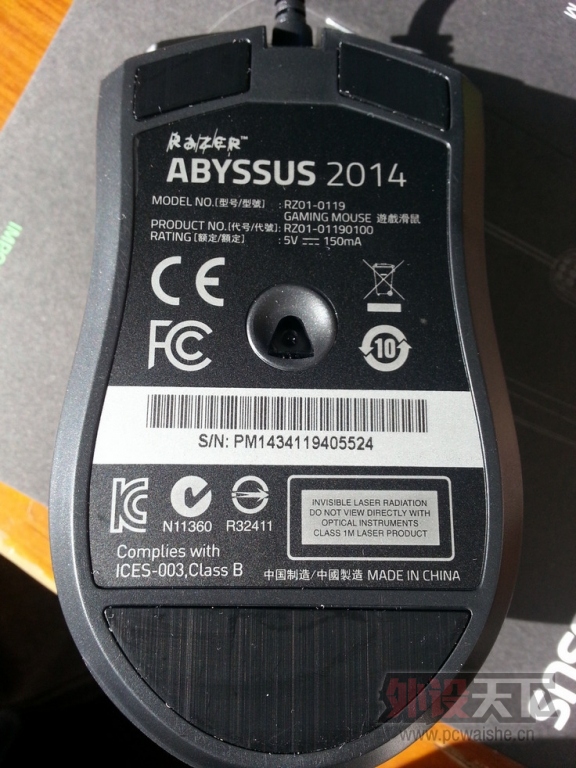 RAZER™
ABYSSUS 2014
MODEL NO.[型号/型號] : RZ01-0119
GAMING MOUSE 遊戲滑鼠
PRODUCT NO.[代号/代號]: RZ01-01190100
RATING [额定/額定] : 5V ⎓ 150mA
CE
FC
10
S/N: PM1434119405524
N11360 R32411
INVISIBLE LASER RADIATION
DO NOT VIEW DIRECTLY WITH
OPTICAL INSTRUMENTS
CLASS 1M LASER PRODUCT
Complies with
ICES-003,Class B
中国制造/中國製造 MADE IN CHINA
外设天下
www.pcwaishe.cn
SUS